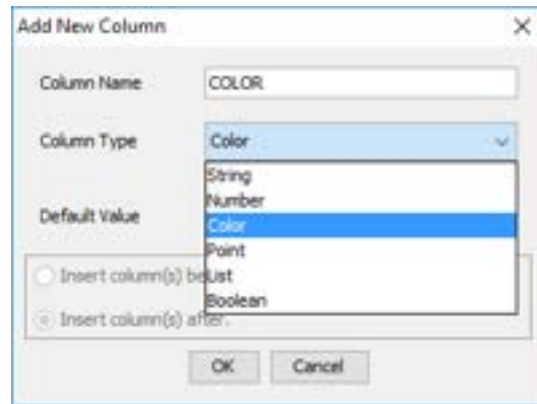 Add New Column
Column Name COLOR
Column Type Color
String
Number
Default Value Color
Point
Insert column(s) be List
Boolean
Insert column(s) after.
OK Cancel